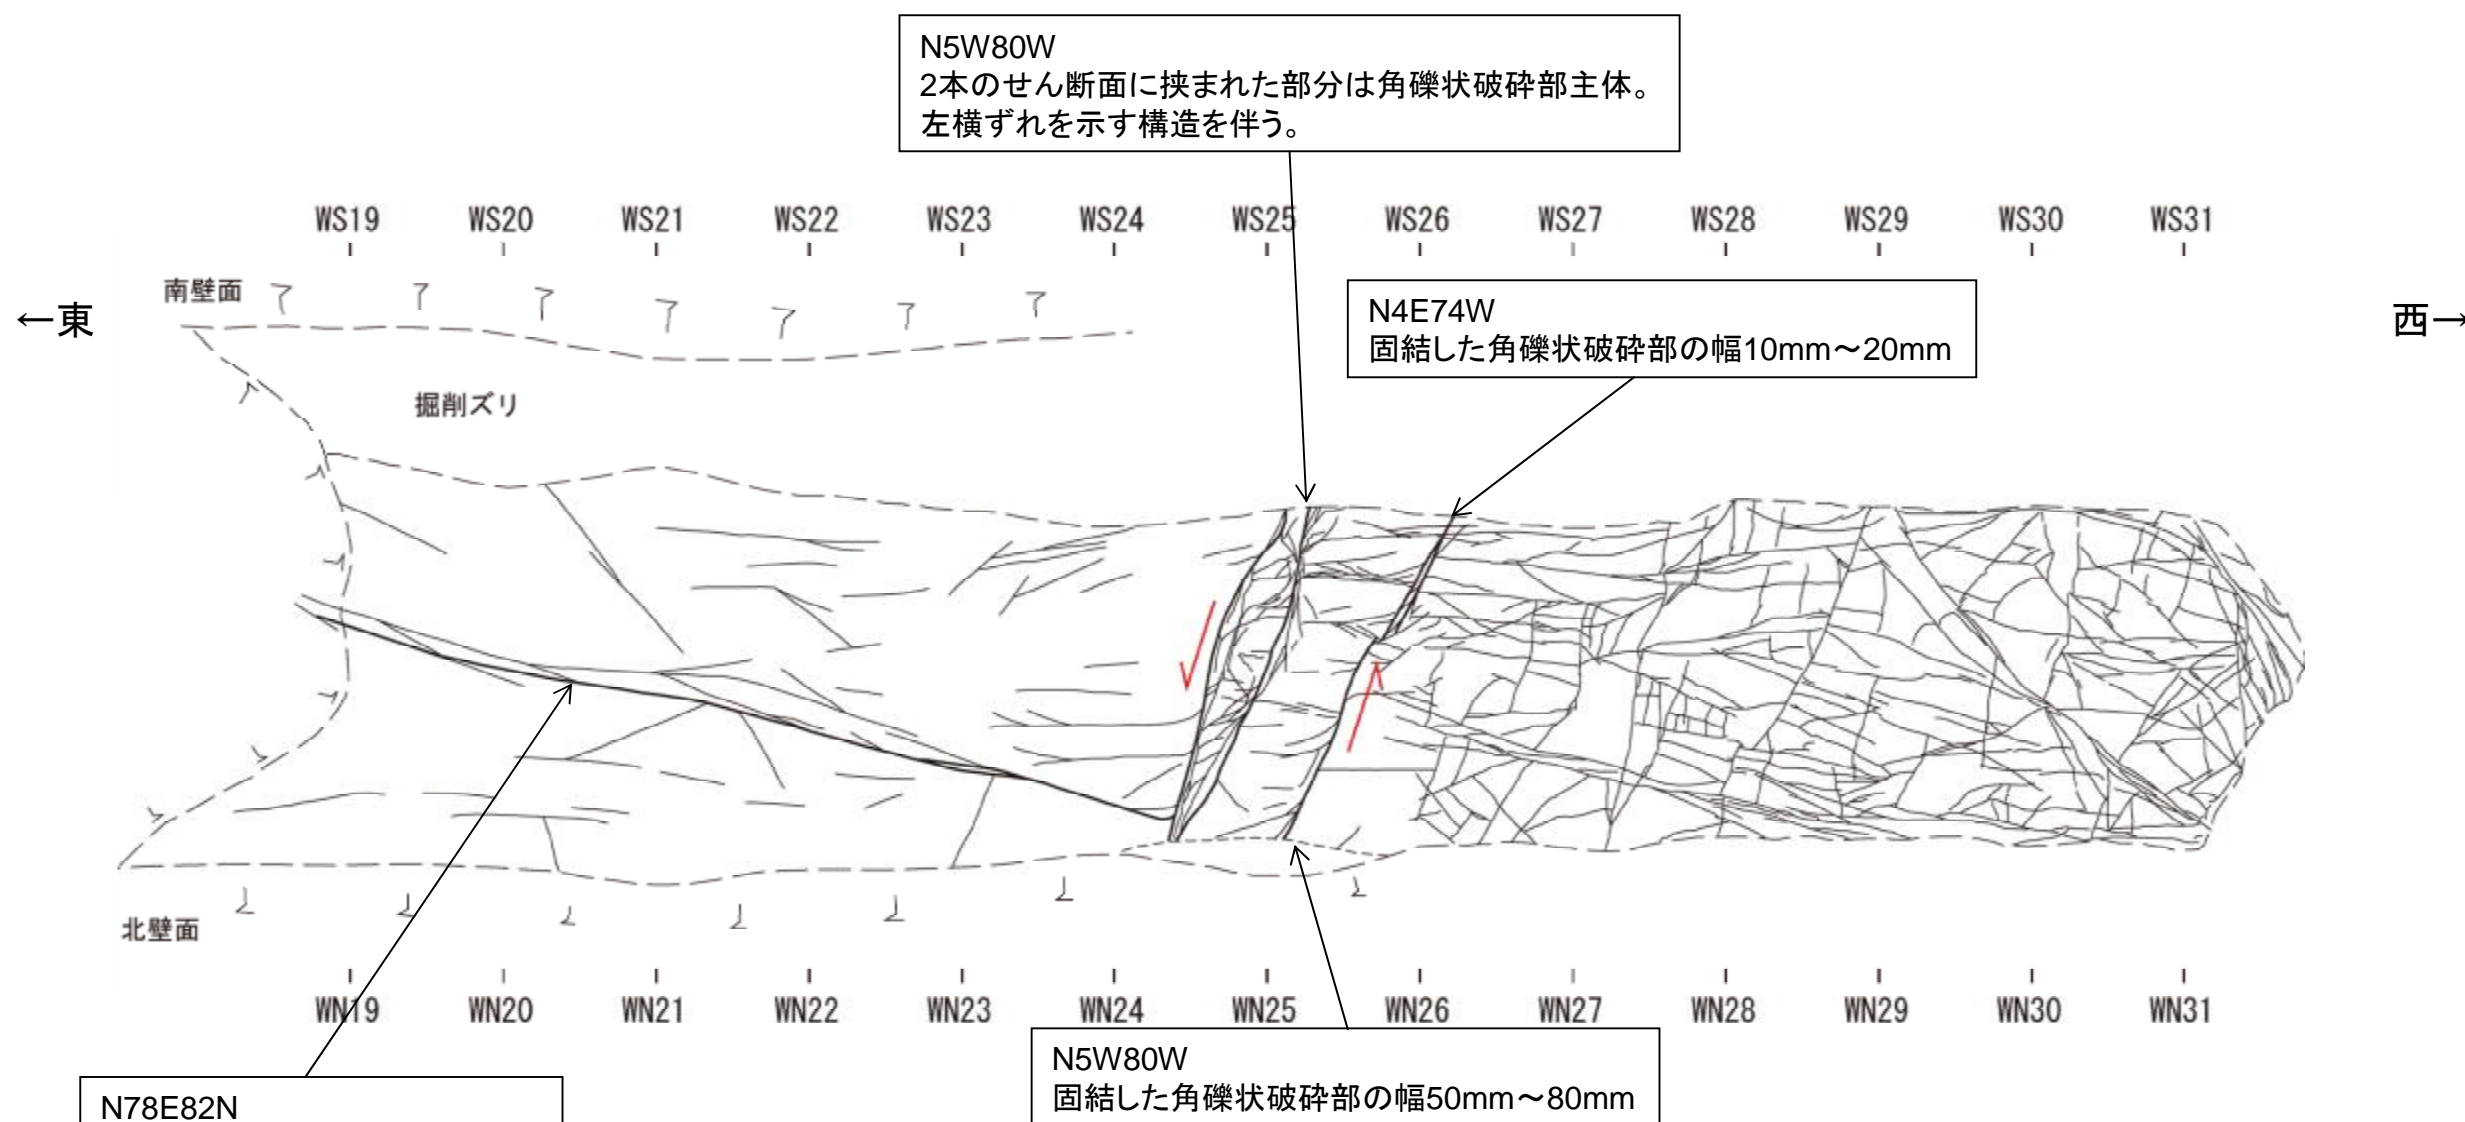 N5W80W
2本のせん断面に挟まれた部分は角礫状破砕部主体。
左横ずれを示す構造を伴う。
WS19 WS20 WS21 WS22 WS23 WS24 WS25 WS26 WS27 WS28 WS29 WS30 WS31
南壁面
←東
N4E74W
固結した角礫状破砕部の幅10mm～20mm
西→
掘削ズリ
北壁面
WN19 WN20 WN21 WN22 WN23 WN24 WN25 WN26 WN27 WN28 WN29 WN30 WN31
N78E82N
N5W80W
固結した角礫状破砕部の幅50mm～80mm